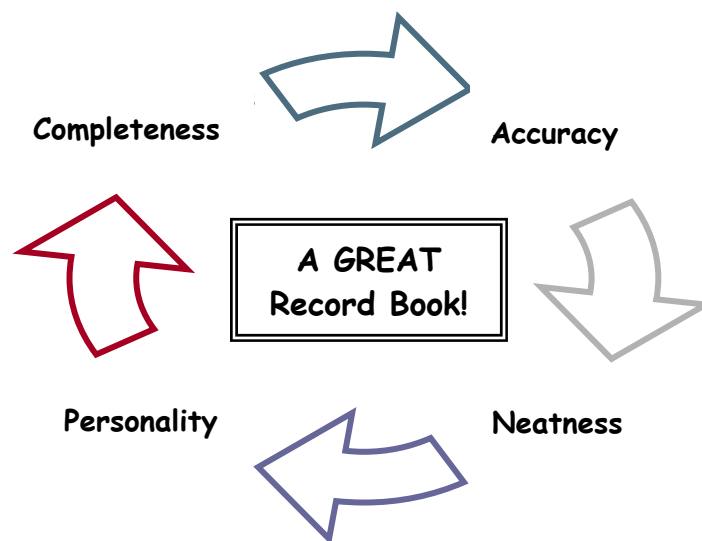 Completeness
Accuracy
A GREAT
Record Book!
Personality
Neatness